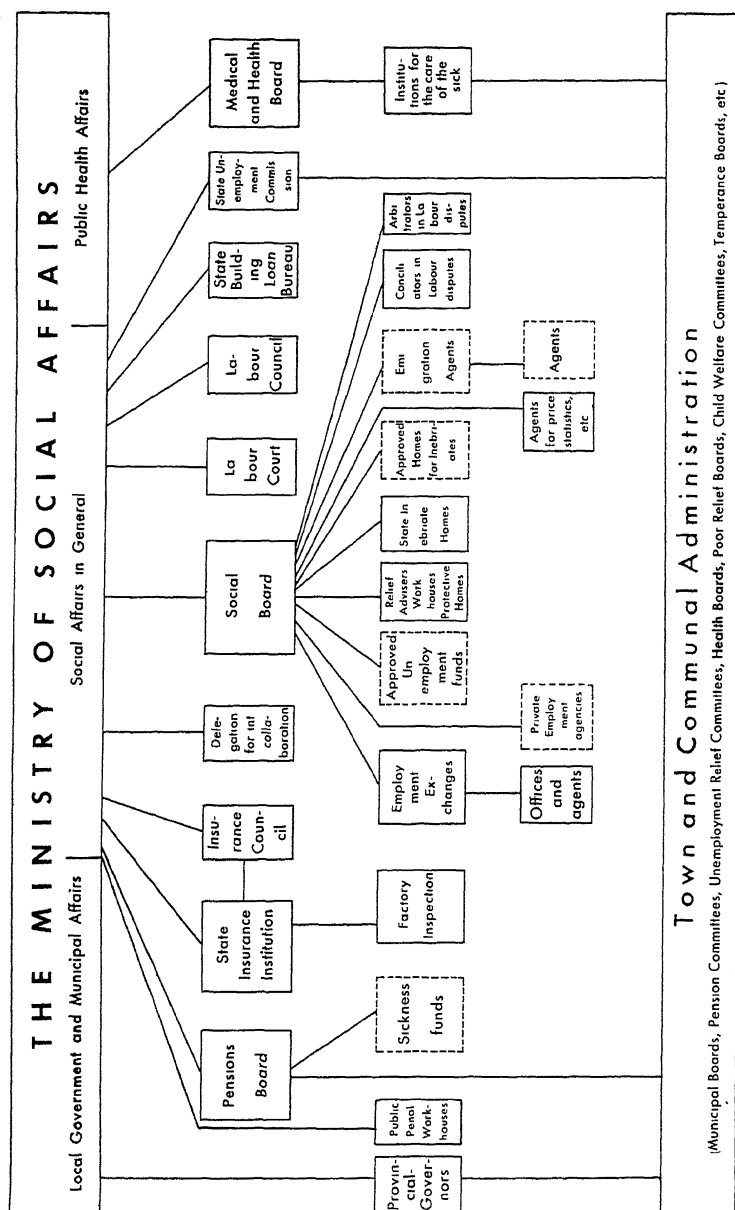 THE MINISTRY OF SOCIAL AFFAIRS
Local Government and Municipal Affairs
Social Affairs in General
Public Health Affairs
Pensions
Board
State
Insurance
Institution
Insu-
rance
Coun-
cil
Dele-
gation
for int
colla-
boration
Social
Board
La
bour
Court
La-
bour
Council
State
Build-
ing
Loan
Bureau
State Un-
employ-
ment
Commis
sion
Medical
and Health
Board
Provin-
cial-
Gover-
nors
Public
Penal
Work-
houses
Sickness
funds
Factory
Inspection
Employ
ment
Ex-
changes
Approved
Un
employ
ment
funds
Relief
Advisers
Work
houses
Protective
Homes
State In
ebriate
Homes
Approved
Homes
for Inebri
ates
Emi
gration
Agents
Concili
ators in
Labour
disputes
Arbi
trators
in La
bour
dis-
putes
Institu-
tions for
the care
of the
sick
Offices
and
agents
Private
Employ
ment
agencies
Agents
for price
statistics,
etc
Agents
Town and Communal Administration
(Municipal Boards, Pension Committees, Unemployment Relief Committees, Health Boards, Poor Relief Boards, Child Welfare Committees, Temperance Boards, etc )